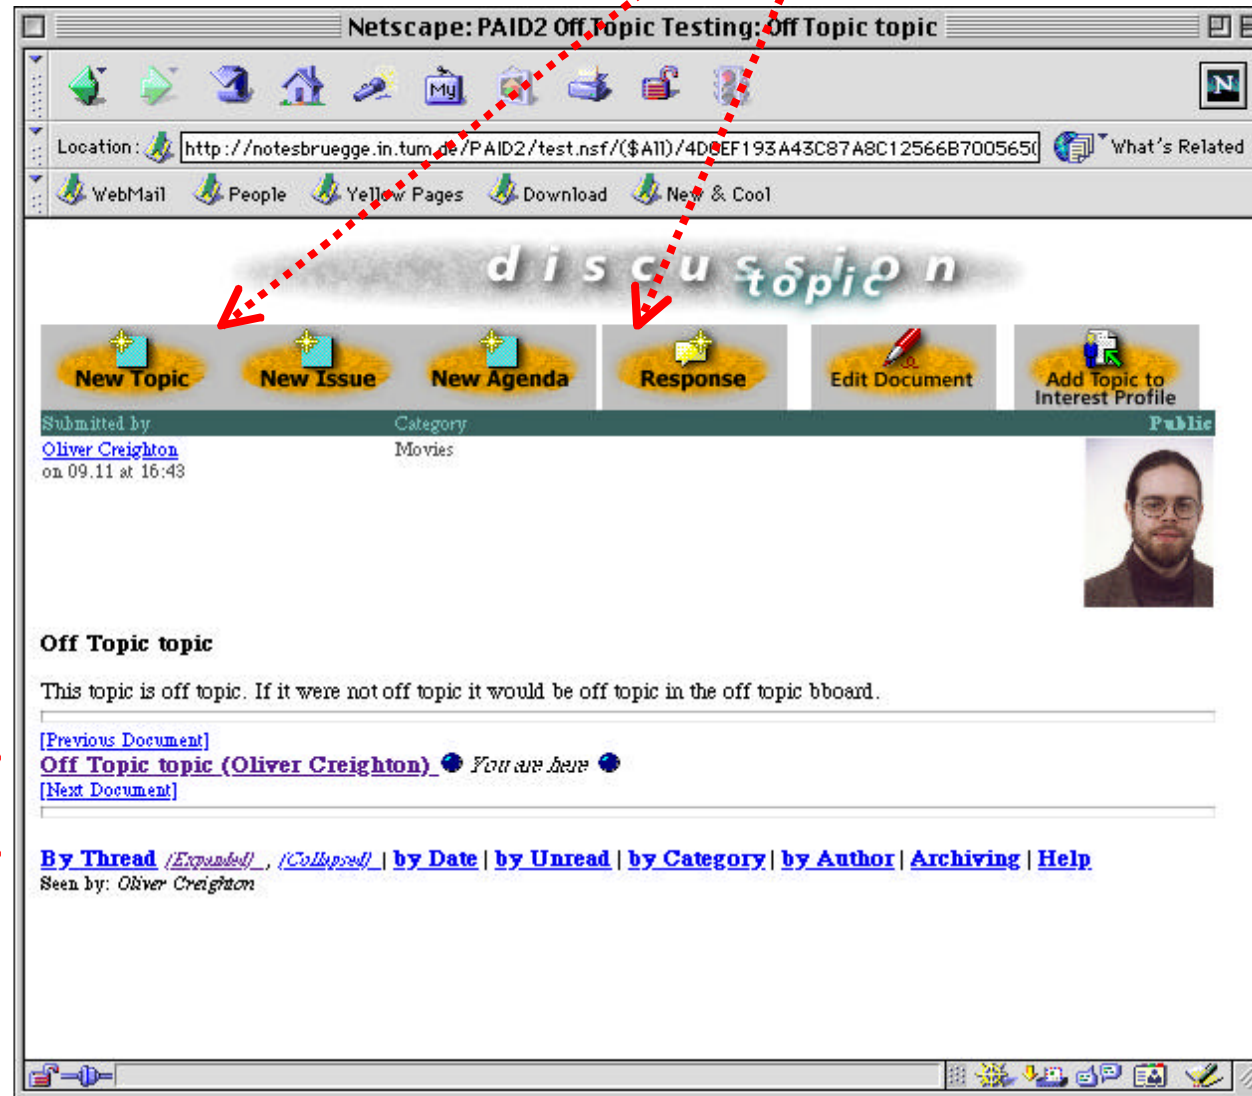 Netscape: PAID2 Off Topic Testing: Off Topic topic
My
N
Location: http://notesbruegge.in.tum.de/PAID2/test.nsf/($All)/ What's Related
WebMail People Yellow Pages Download New & Cool
discussion
topic
New Topic New Issue New Agenda Response Edit Document Add Topic to
Interest Profile
Submitted by Category Public
Oliver Creighton Movies
on 09.11 at 16:43
Off Topic topic
This topic is off topic. If it were not off topic it would be off topic in the off topic bboard.
[Previous Document]
Off Topic topic (Oliver Creighton) You are here
[Next Document]
By Thread (Expanded) , (Collapsed) | by Date | by Unread | by Category | by Author | Archiving | Help
Seen by: Oliver Creighton